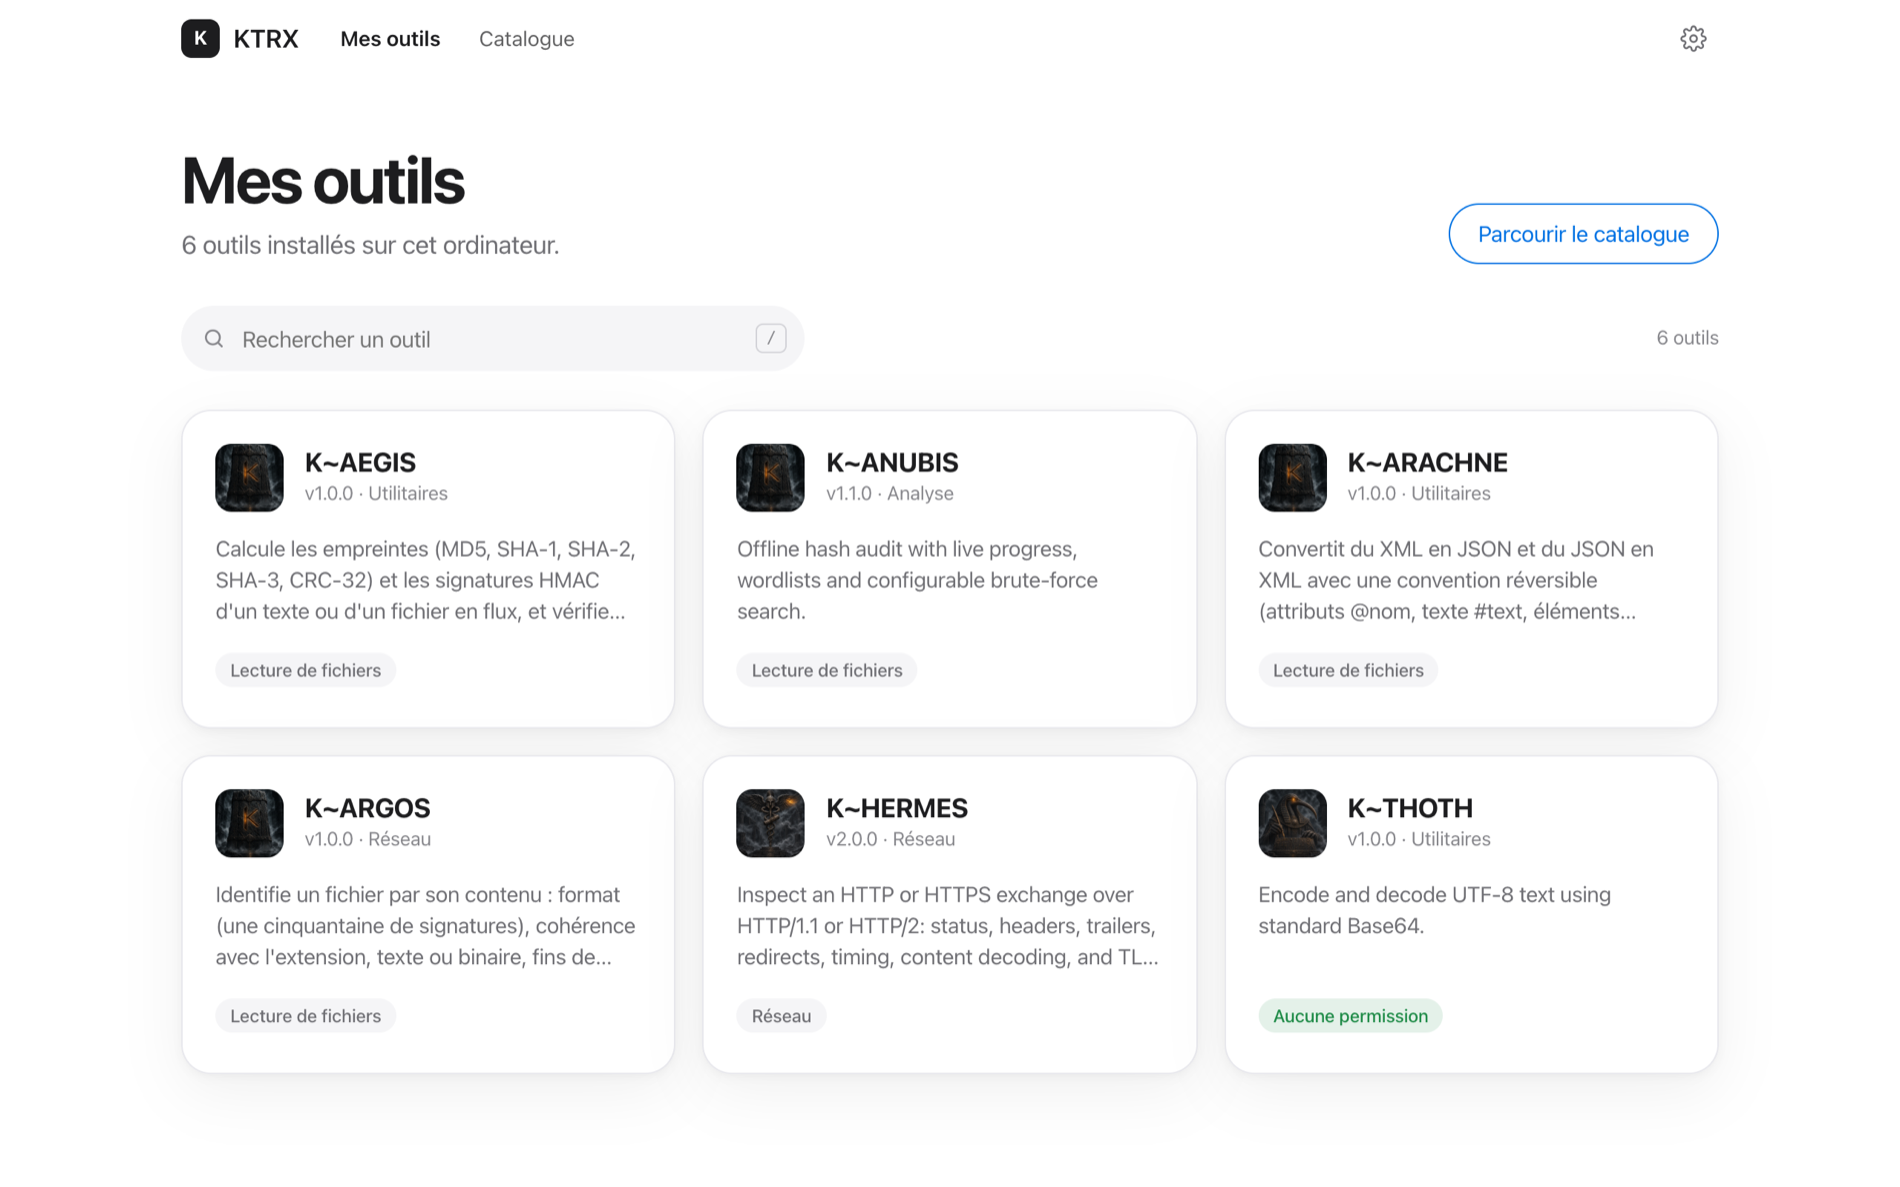 K KTRX Mes outils Catalogue
Mes outils
6 outils installés sur cet ordinateur.
Parcourir le catalogue
Rechercher un outil /
6 outils
K~AEGIS
v1.0.0 · Utilitaires
Calcule les empreintes (MD5, SHA-1, SHA-2,
SHA-3, CRC-32) et les signatures HMAC
d'un texte ou d'un fichier en flux, et vérifie...
Lecture de fichiers
K~ANUBIS
v1.1.0 · Analyse
Offline hash audit with live progress,
wordlists and configurable brute-force
search.
Lecture de fichiers
K~ARACHNE
v1.0.0 · Utilitaires
Convertit du XML en JSON et du JSON en
XML avec une convention réversible
(attributs @nom, texte #text, éléments...
Lecture de fichiers
K~ARGOS
v1.0.0 · Réseau
Identifie un fichier par son contenu : format
(une cinquantaine de signatures), cohérence
avec l'extension, texte ou binaire, fins de...
Lecture de fichiers
K~HERMES
v2.0.0 · Réseau
Inspect an HTTP or HTTPS exchange over
HTTP/1.1 or HTTP/2: status, headers, trailers,
redirects, timing, content decoding, and TL...
Réseau
K~THOTH
v1.0.0 · Utilitaires
Encode and decode UTF-8 text using
standard Base64.
Aucune permission